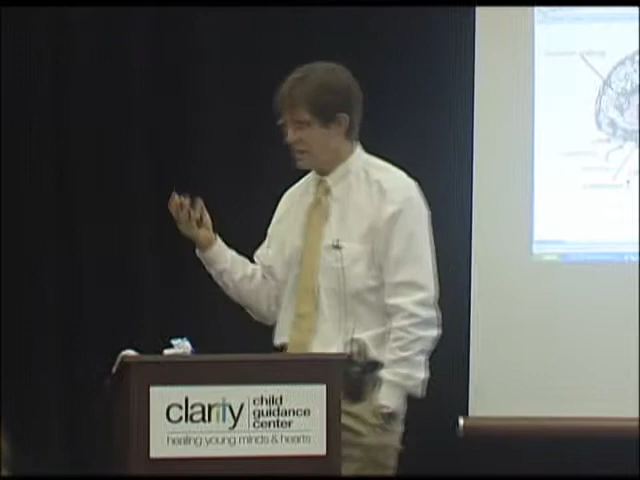 clarity
child
guidance
center
healing young minds & hearts